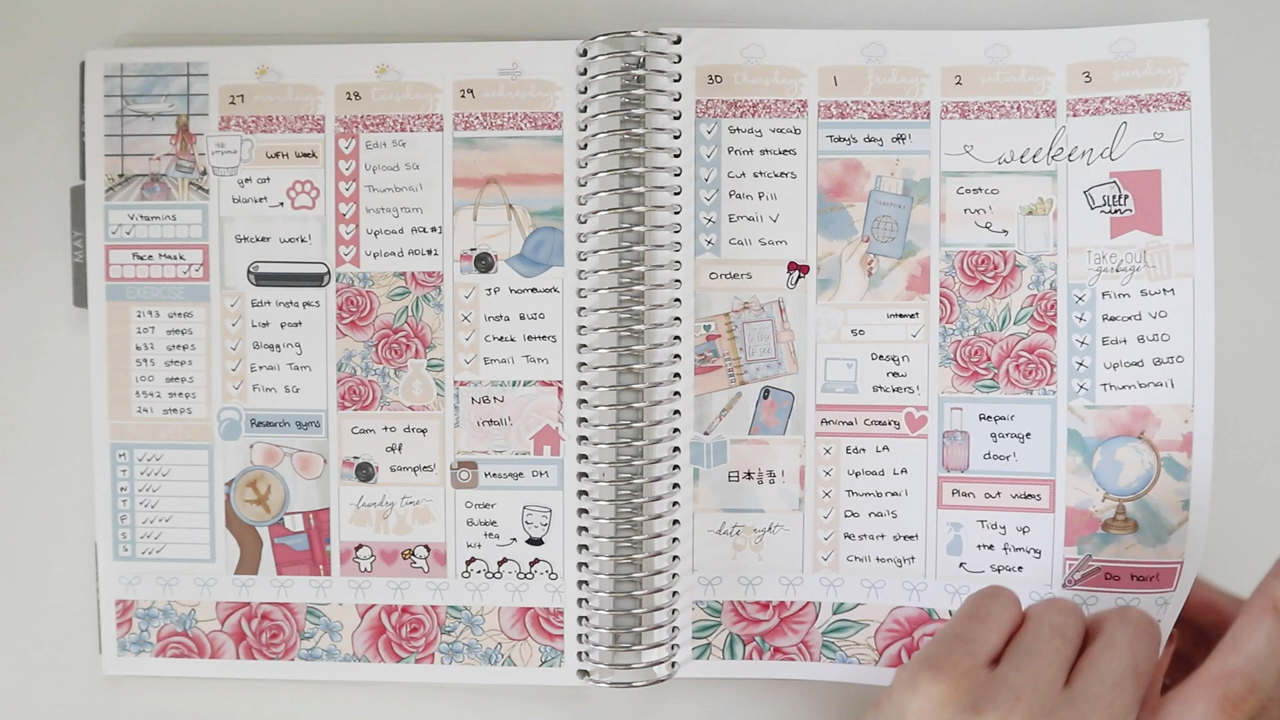 MAY
Vitamins
Face Mask
EXERCISE
2193 steps
207 steps
632 steps
595 steps
100 steps
3542 steps
241 steps
M
T
W
T
F
S
S
27 monday
WFH Week
get cat
blanket
Sticker work!
Edit Insta pics
List post
Blogging
Email Tam
Film SG
Research gyms
28 tuesday
Edit SG
Upload SG
Thumbnail
Instagram
Upload AOL#1
Upload AOL#2
Cam to drop
off
samples!
laundry time
29 wednesday
JP homework
Insta BUJO
Check letters
Email Tam
NBN
intall!
Message DM
Order
Bubble
tea
kit
30 thursday
Study vocab
Print stickers
Cut stickers
Pain Pill
Email V
Call Sam
Orders
日本語!
date night
1 friday
Toby's day off!
PASSPORT
Internet
50
Design
new
stickers!
Animal Crossing
Edit LA
Upload LA
Thumbnail
Do nails
Restart sheet
Chill tonight
2 saturday
weekend
Costco
run!
Repair
garage
door!
Plan out videos
Tidy up
the filming
space
3 sunday
SLEEP
in
Take out
garbage
Film SWM
Record VO
Edit BUJO
Upload BUJO
Thumbnail
Do hair!